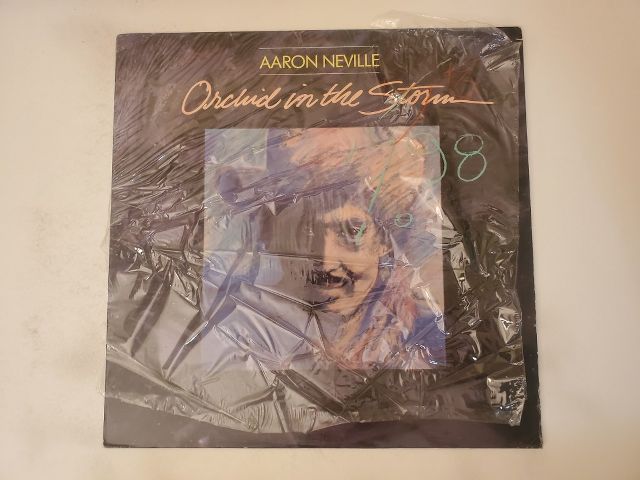 AARON NEVILLE
Orchid in the Storm